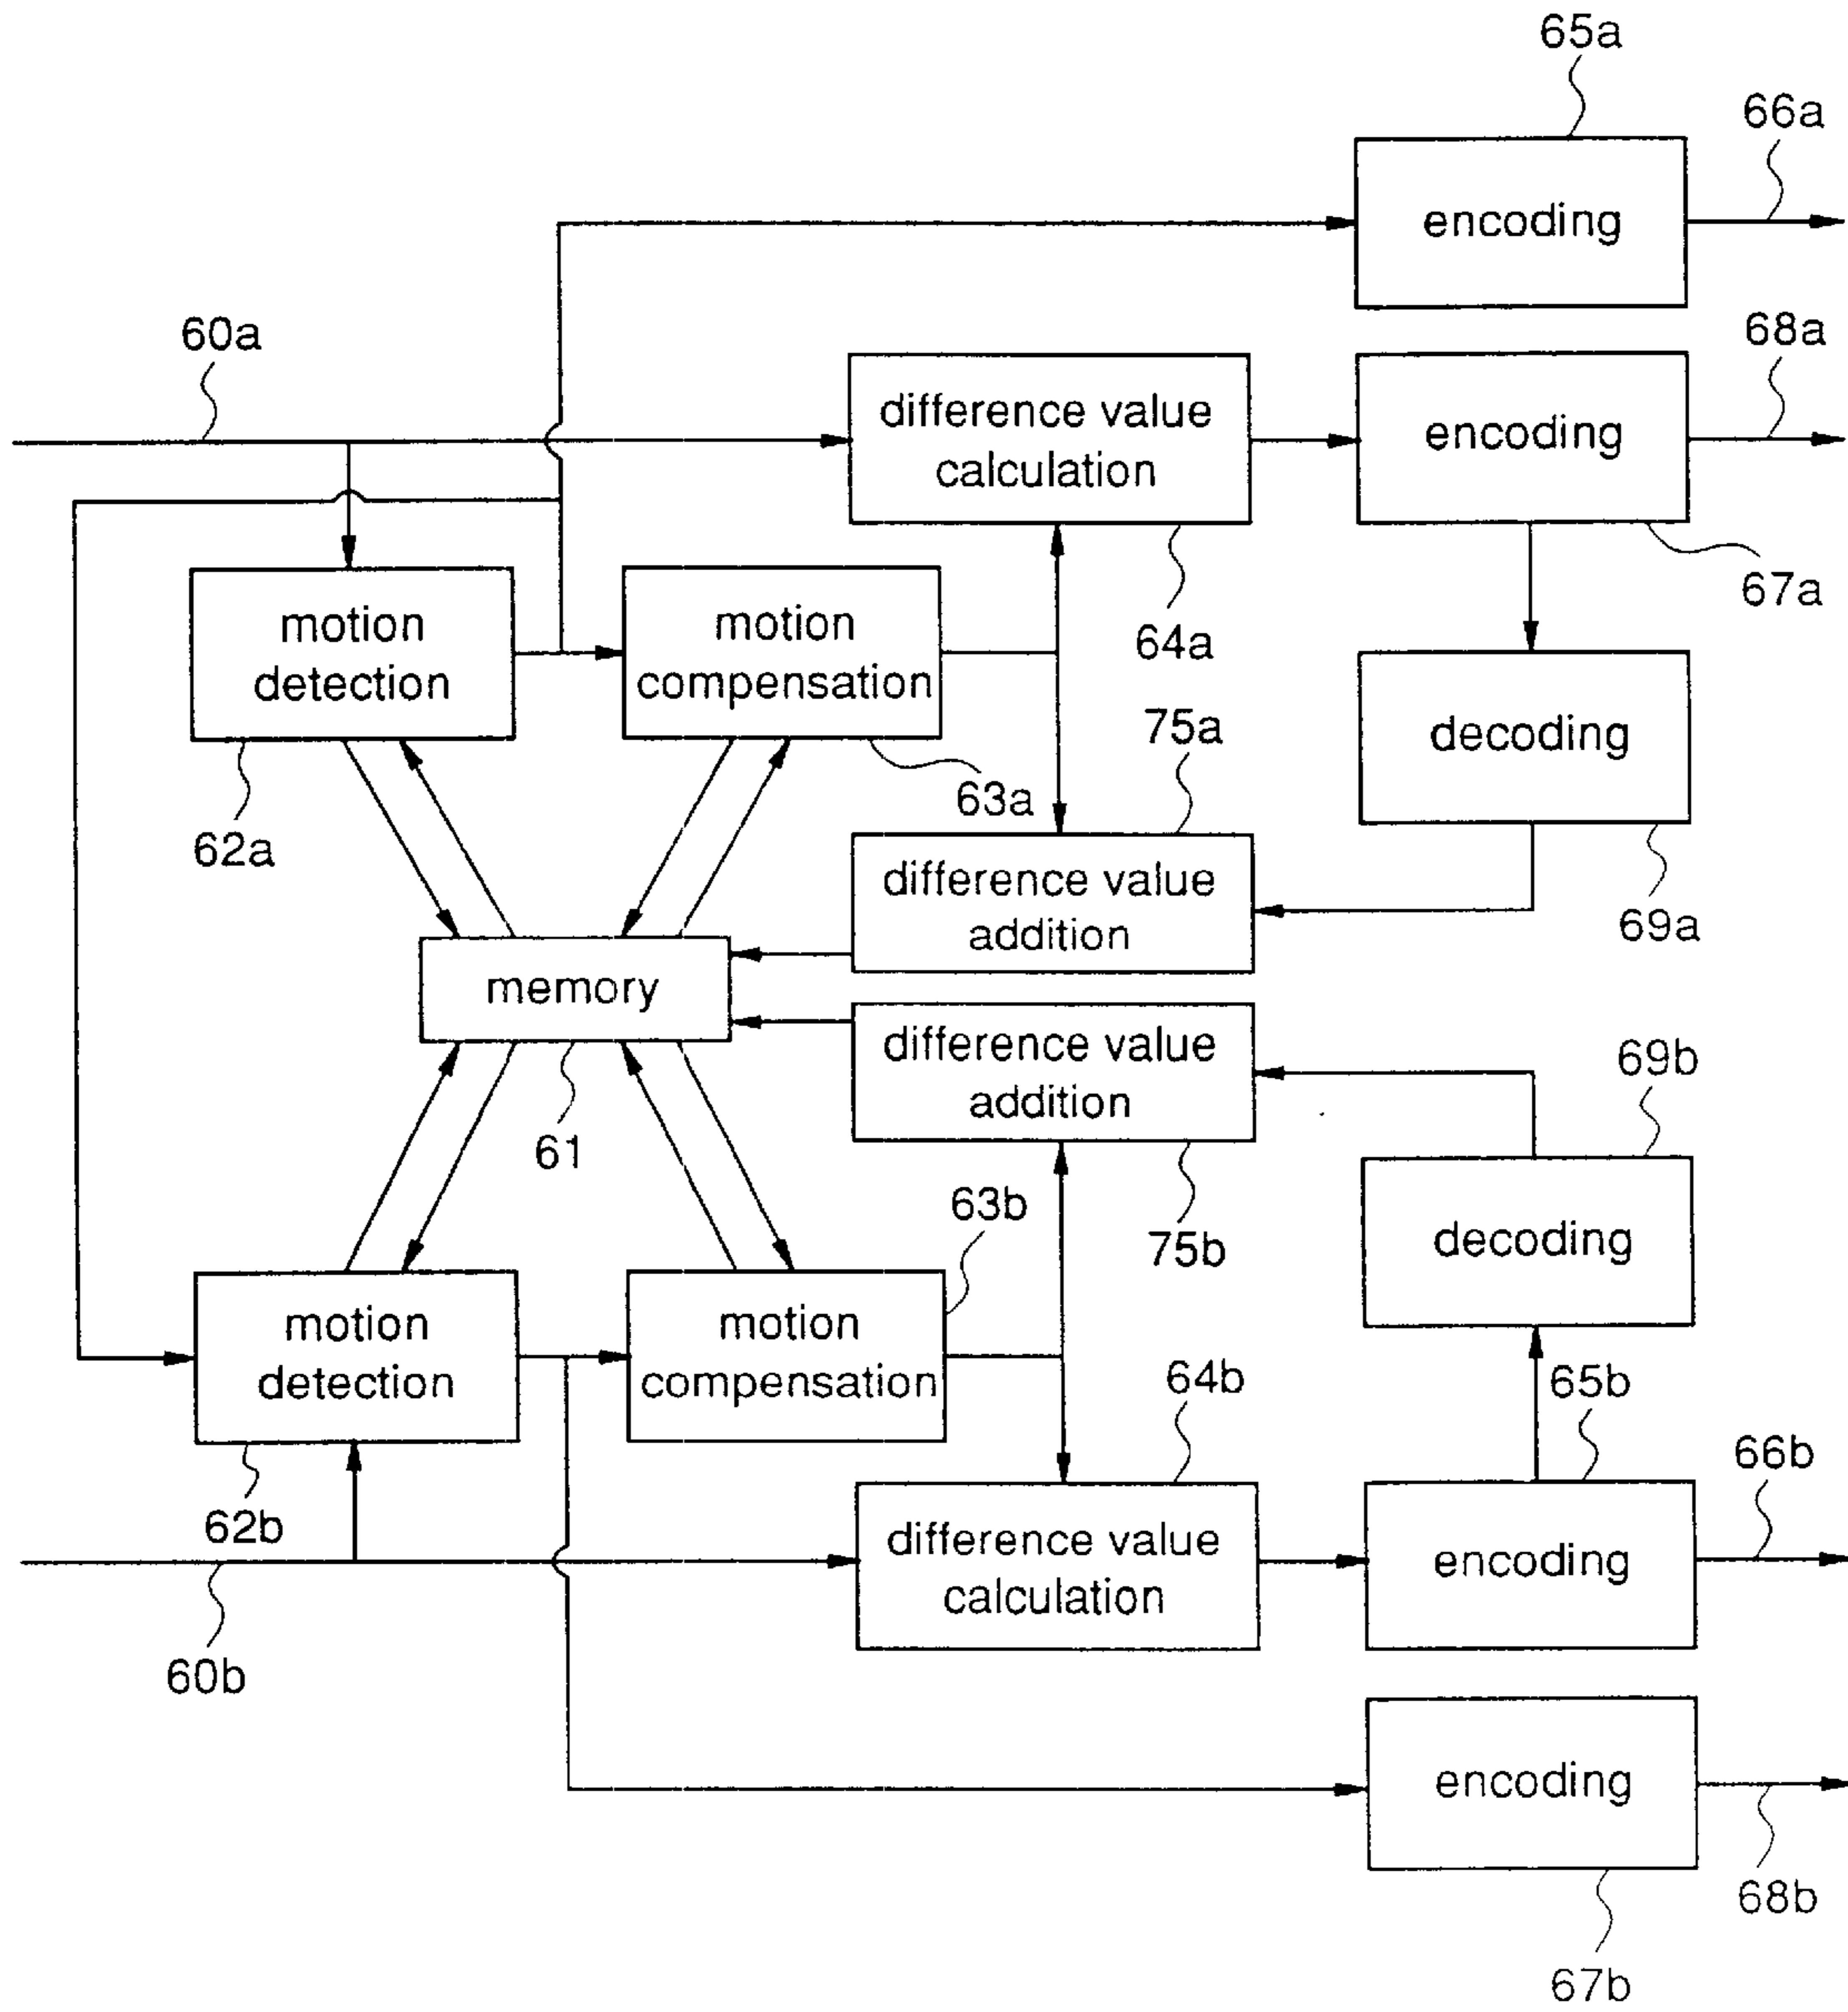 65a
66a
encoding
60a
68a
difference value
calculation
encoding
67a
motion
detection
motion
compensation
64a
75a
decoding
63a
62a
difference value
addition
69a
memory
difference value
addition
69b
61
63b
75b
decoding
motion
detection
motion
compensation
64b
65b
66b
62b
difference value
calculation
encoding
60b
encoding
68b
67b